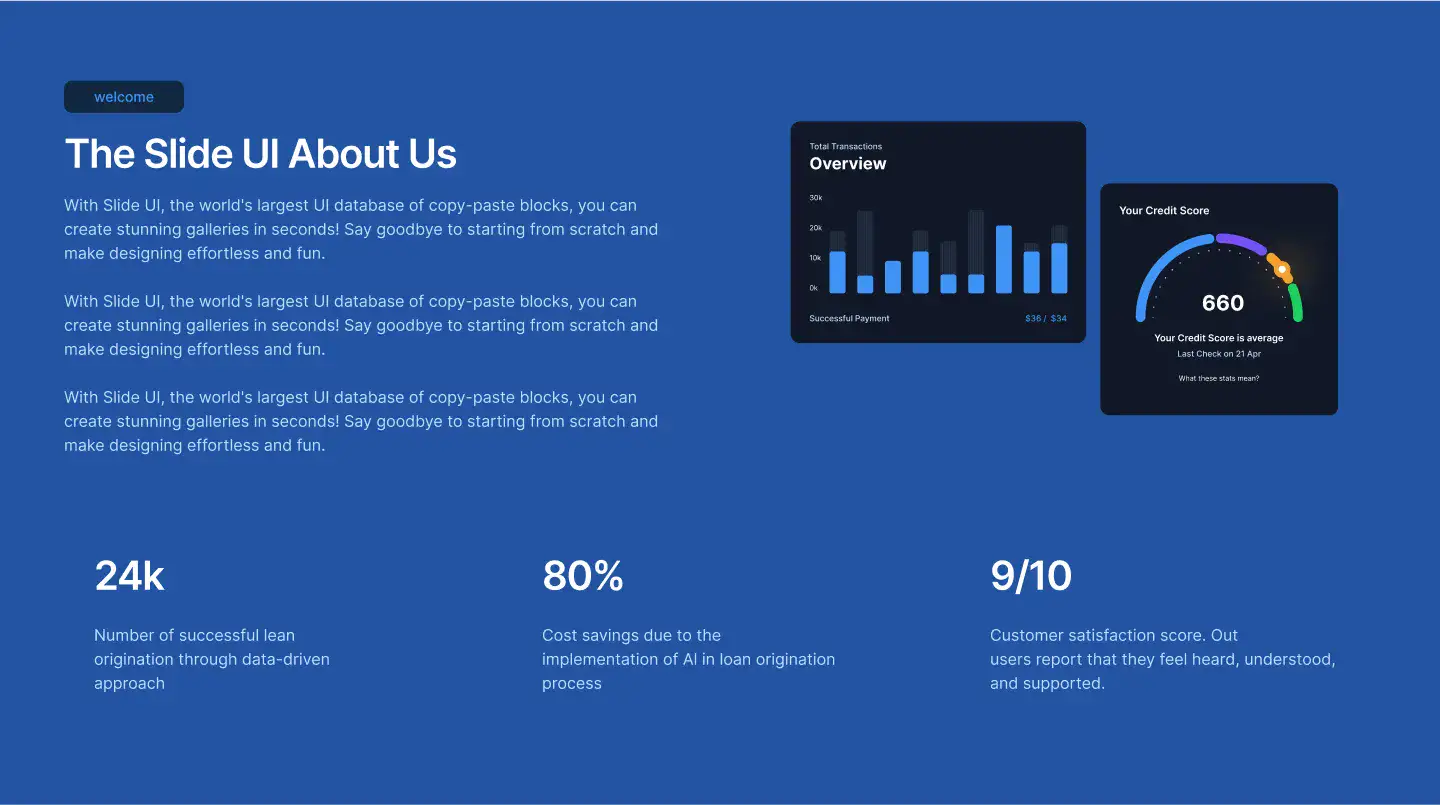 welcome
The Slide UI About Us
With Slide UI, the world's largest UI database of copy-paste blocks, you can
create stunning galleries in seconds! Say goodbye to starting from scratch and
make designing effortless and fun.
With Slide UI, the world's largest UI database of copy-paste blocks, you can
create stunning galleries in seconds! Say goodbye to starting from scratch and
make designing effortless and fun.
With Slide UI, the world's largest UI database of copy-paste blocks, you can
create stunning galleries in seconds! Say goodbye to starting from scratch and
make designing effortless and fun.
Total Transactions
Overview
30k
20k
10k
0k
Successful Payment
$36 / $34
Your Credit Score
660
Your Credit Score is average
Last Check on 21 Apr
What these stats mean?
24k
Number of successful lean
origination through data-driven
approach
80%
Cost savings due to the
implementation of AI in loan origination
process
9/10
Customer satisfaction score. Out
users report that they feel heard, understood,
and supported.